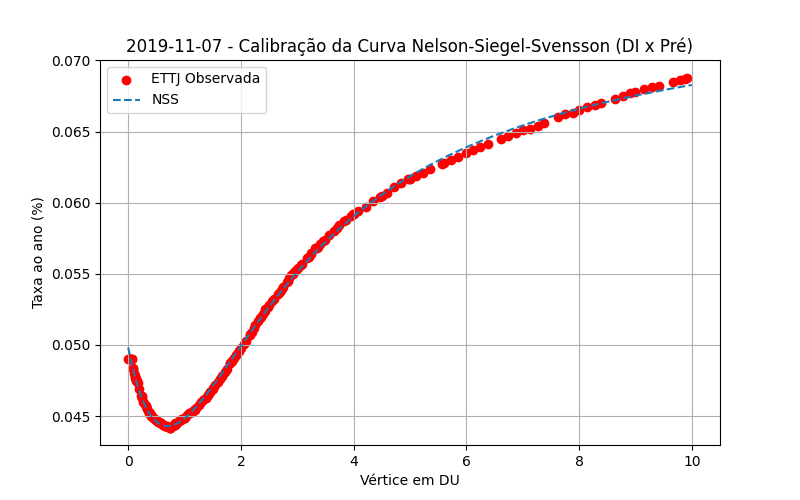 2019-11-07 - Calibração da Curva Nelson-Siegel-Svensson (DI x Pré)
ETTJ Observada
NSS
Taxa ao ano (%)
0.070
0.065
0.060
0.055
0.050
0.045
0 2 4 6 8 10
Vértice em DU